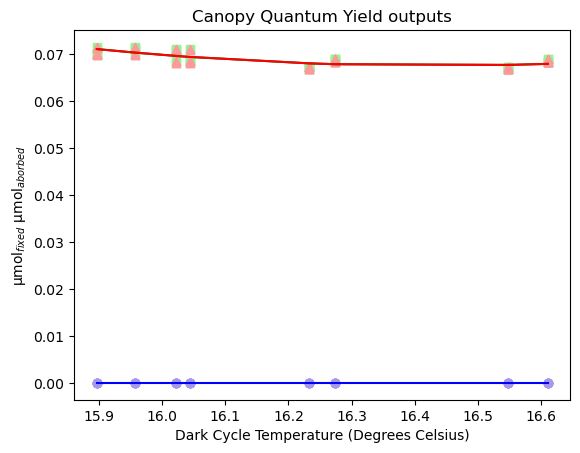 Canopy Quantum Yield outputs
0.07
0.06
0.05
0.04
0.03
0.02
0.01
0.00
µmol_fixed µmol_aborbed
15.9 16.0 16.1 16.2 16.3 16.4 16.5 16.6
Dark Cycle Temperature (Degrees Celsius)